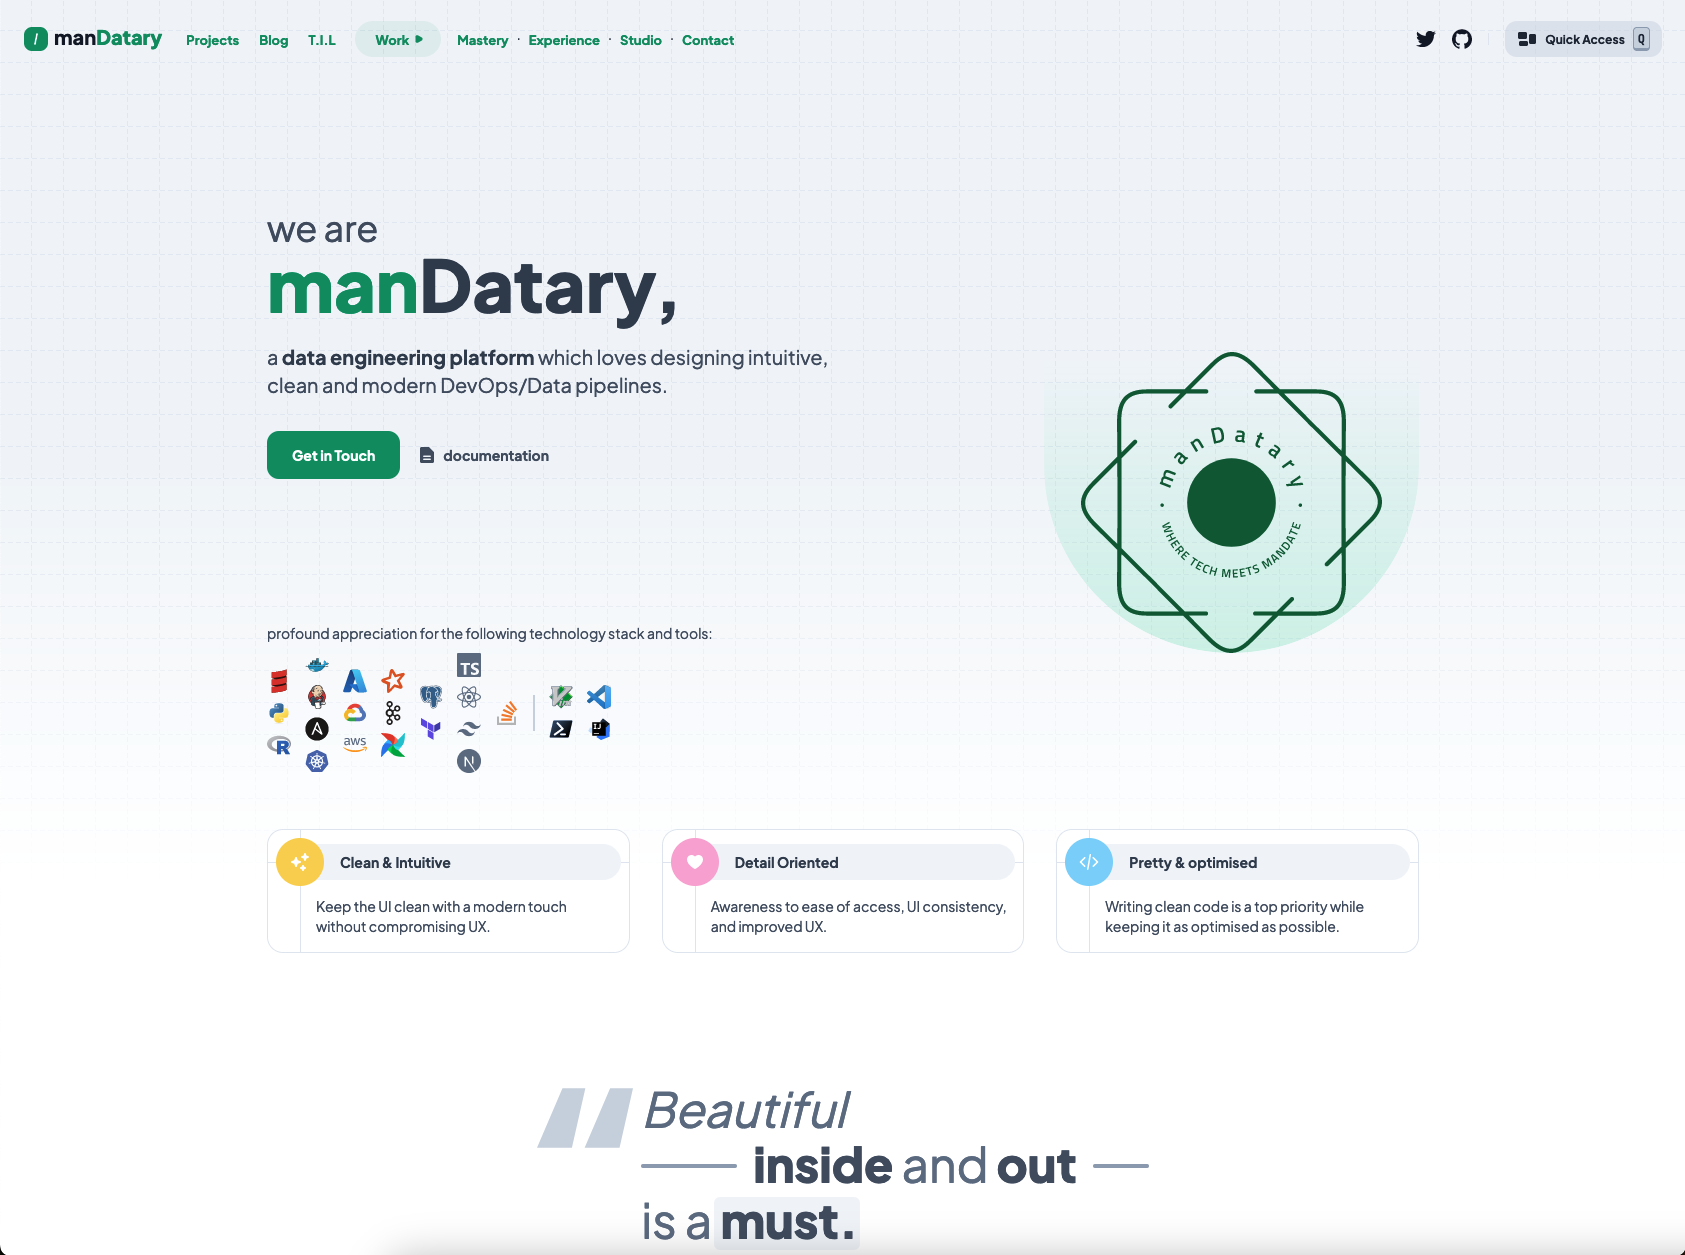 / manDatary Projects Blog T.I.L Work Mastery · Experience · Studio · Contact Quick Access Q
we are
manDatary,
a data engineering platform which loves designing intuitive,
clean and modern DevOps/Data pipelines.
Get in Touch documentation
manDatary
WHERE TECH MEETS MANDATE
profound appreciation for the following technology stack and tools:
TS
R
aws
N
IJ
Clean & Intuitive
Keep the UI clean with a modern touch
without compromising UX.
Detail Oriented
Awareness to ease of access, UI consistency,
and improved UX.
Pretty & optimised
Writing clean code is a top priority while
keeping it as optimised as possible.
Beautiful
inside and out
is a must.